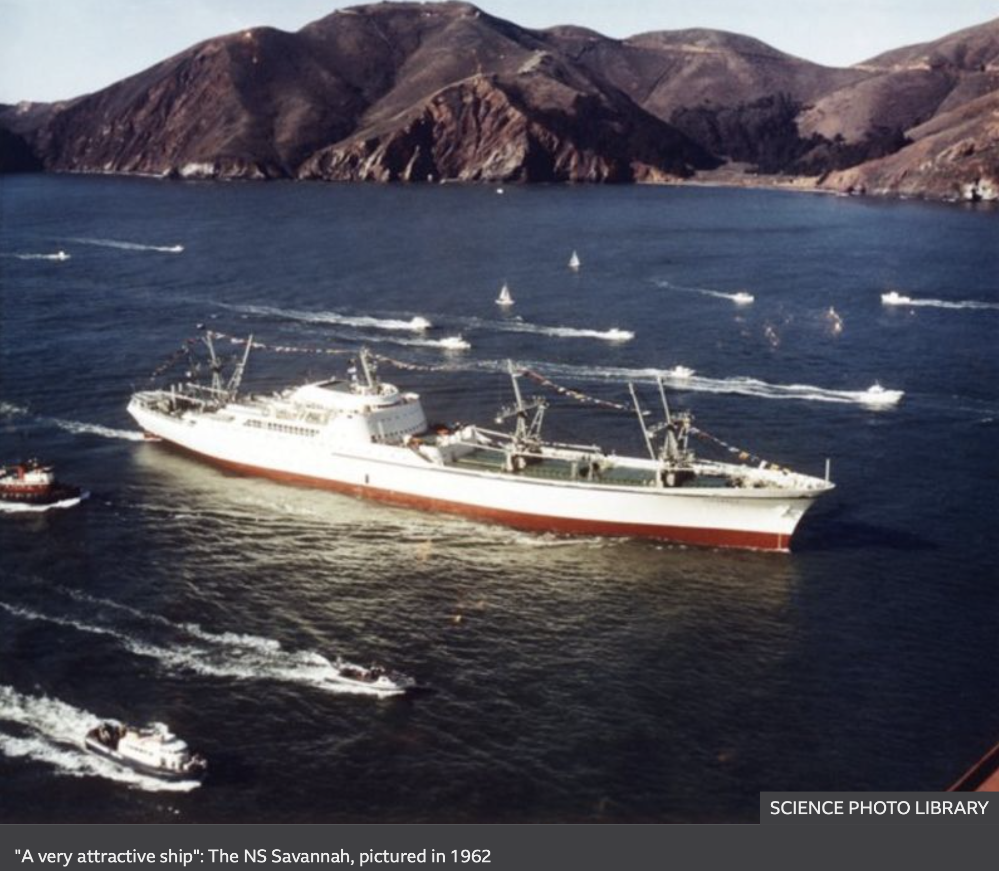 SCIENCE PHOTO LIBRARY
"A very attractive ship": The NS Savannah, pictured in 1962